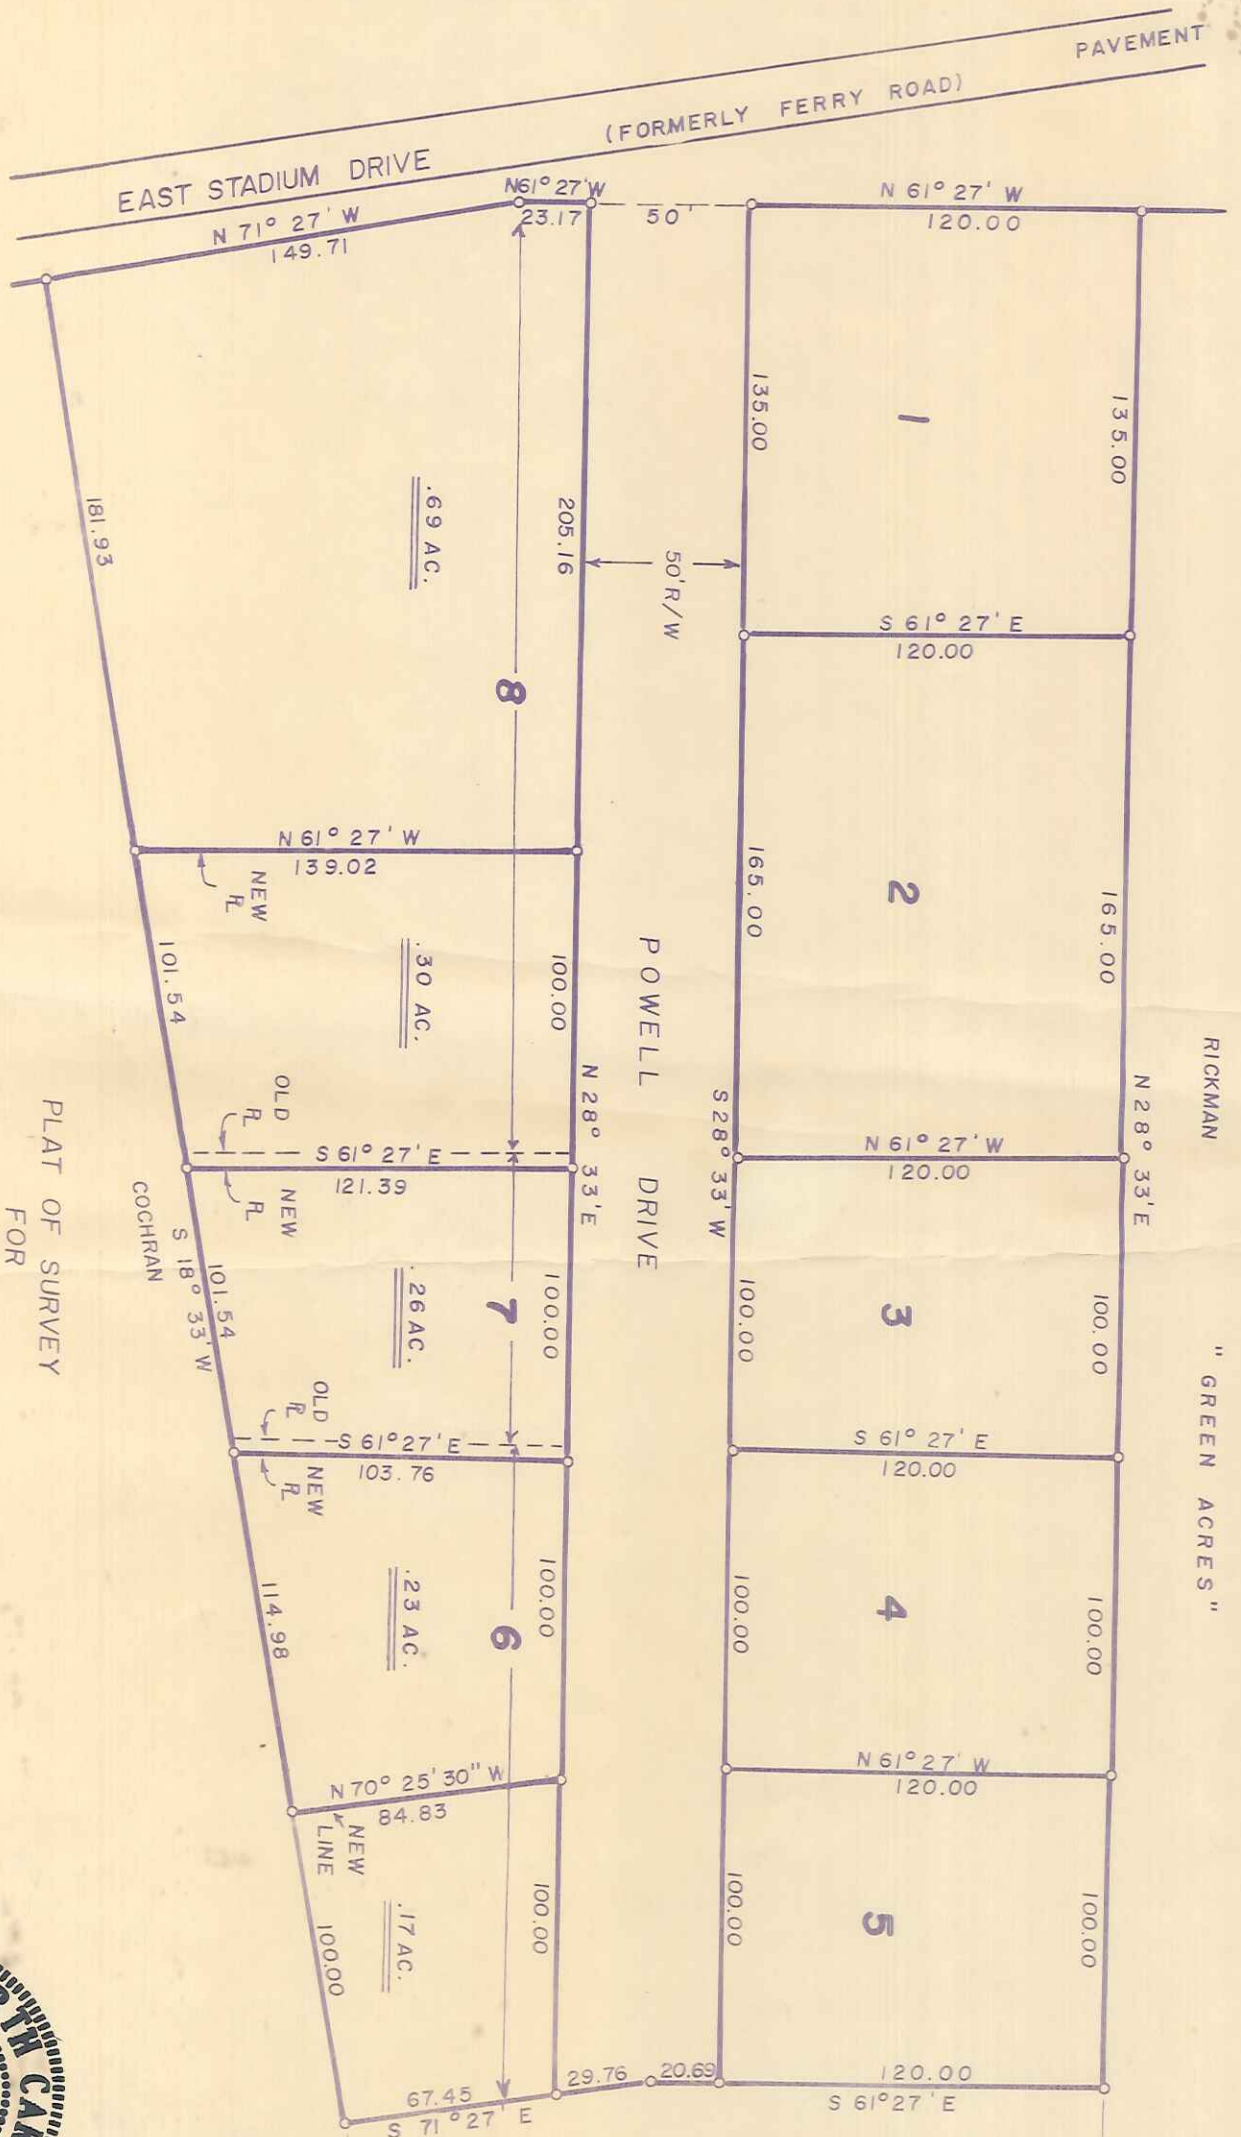 PAVEMENT
(FORMERLY FERRY ROAD)
EAST STADIUM DRIVE
N 71° 27' W
149.71
N61° 27' W
23.17
50'
N 61° 27' W
120.00
135.00
1
135.00
S 61° 27' E
120.00
165.00
2
165.00
RICKMAN
"GREEN ACRES"
N 28° 33' E
N 61° 27' W
120.00
S 28° 33' W
100.00
3
100.00
S 61° 27' E
120.00
100.00
4
100.00
N 61° 27' W
120.00
100.00
5
100.00
120.00
S 61° 27' E
20.69
29.76
50' R/W
POWELL DRIVE
205.16
.69 AC.
8
181.93
N 61° 27' W
139.02
NEW
PL
100.00
.30 AC.
101.54
N 28° 33' E
OLD
PL
S 61° 27' E
121.39
NEW
PL
100.00
7
.26 AC.
101.54
S 18° 33' W
COCHRAN
OLD
PL
S 61° 27' E
103.76
NEW
PL
100.00
6
.23 AC.
114.98
N 70° 25' 30" W
84.83
NEW
LINE
100.00
.17 AC.
100.00
67.45
S 71° 27' E
PLAT OF SURVEY
FOR
TH CAR